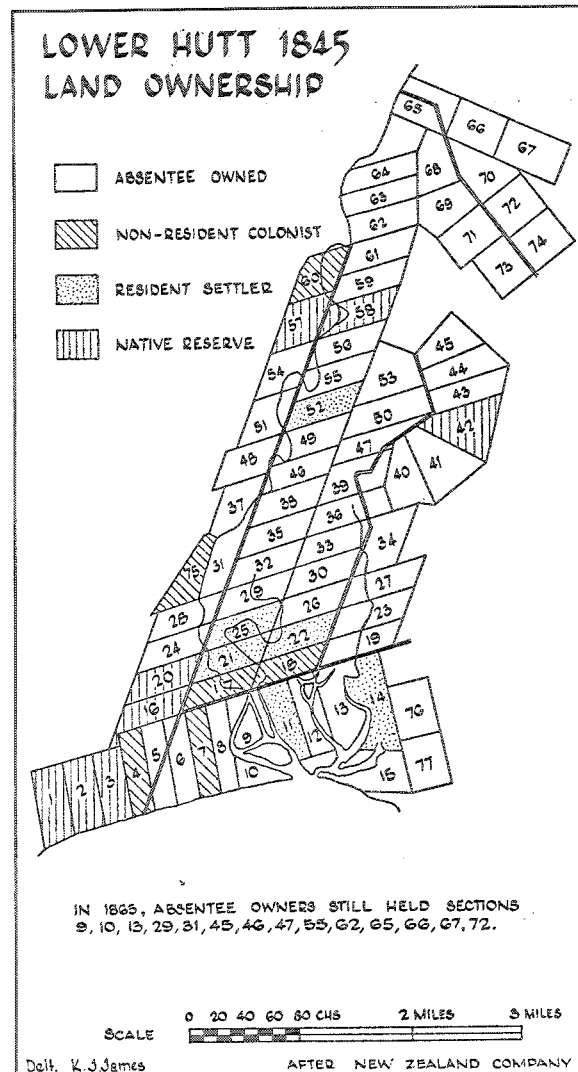 LOWER HUTT 1845
LAND OWNERSHIP
ABSENTEE OWNED
NON-RESIDENT COLONIST
RESIDENT SETTLER
NATIVE RESERVE
65 66 67
64 68 70
63
62 69 72
61 71 74
59 73
60
57 58
56 45
54 55 53 44
52 43
51 50 42
49 47
48 46 40 41
39
37 38 36
35 33 34
75 31 32 30
29 27
28 26 23
25 22 19
24 21
20 18
17
16 14
13 76
11 12
5 7 9
4 6 8
3 10 15 77
2
1
IN 1865, ABSENTEE OWNERS STILL HELD SECTIONS
9, 10, 13, 29, 31, 45, 46, 47, 55, 62, 65, 66, 67, 72.
0 20 40 60 80 CHS 2 MILES 3 MILES
SCALE
Delt. K.J.James AFTER NEW ZEALAND COMPANY